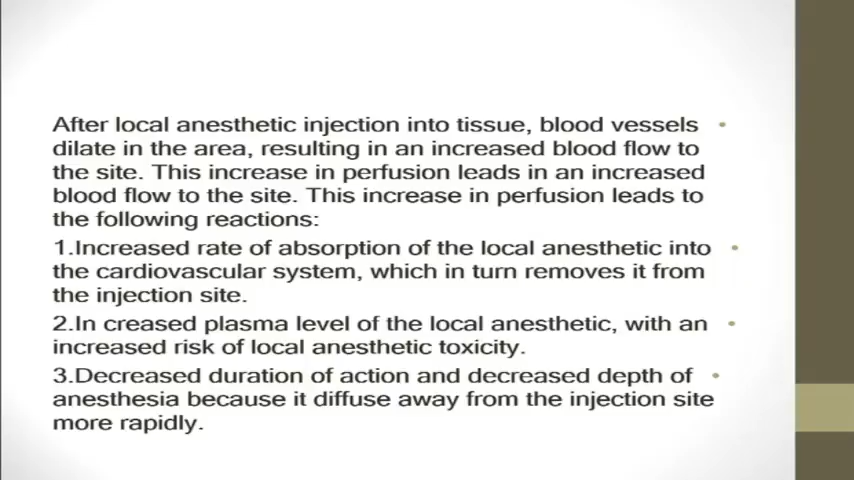 After local anesthetic injection into tissue, blood vessels •
dilate in the area, resulting in an increased blood flow to
the site. This increase in perfusion leads in an increased
blood flow to the site. This increase in perfusion leads to
the following reactions:
1.Increased rate of absorption of the local anesthetic into •
the cardiovascular system, which in turn removes it from
the injection site.
2.In creased plasma level of the local anesthetic, with an •
increased risk of local anesthetic toxicity.
3.Decreased duration of action and decreased depth of •
anesthesia because it diffuse away from the injection site
more rapidly.